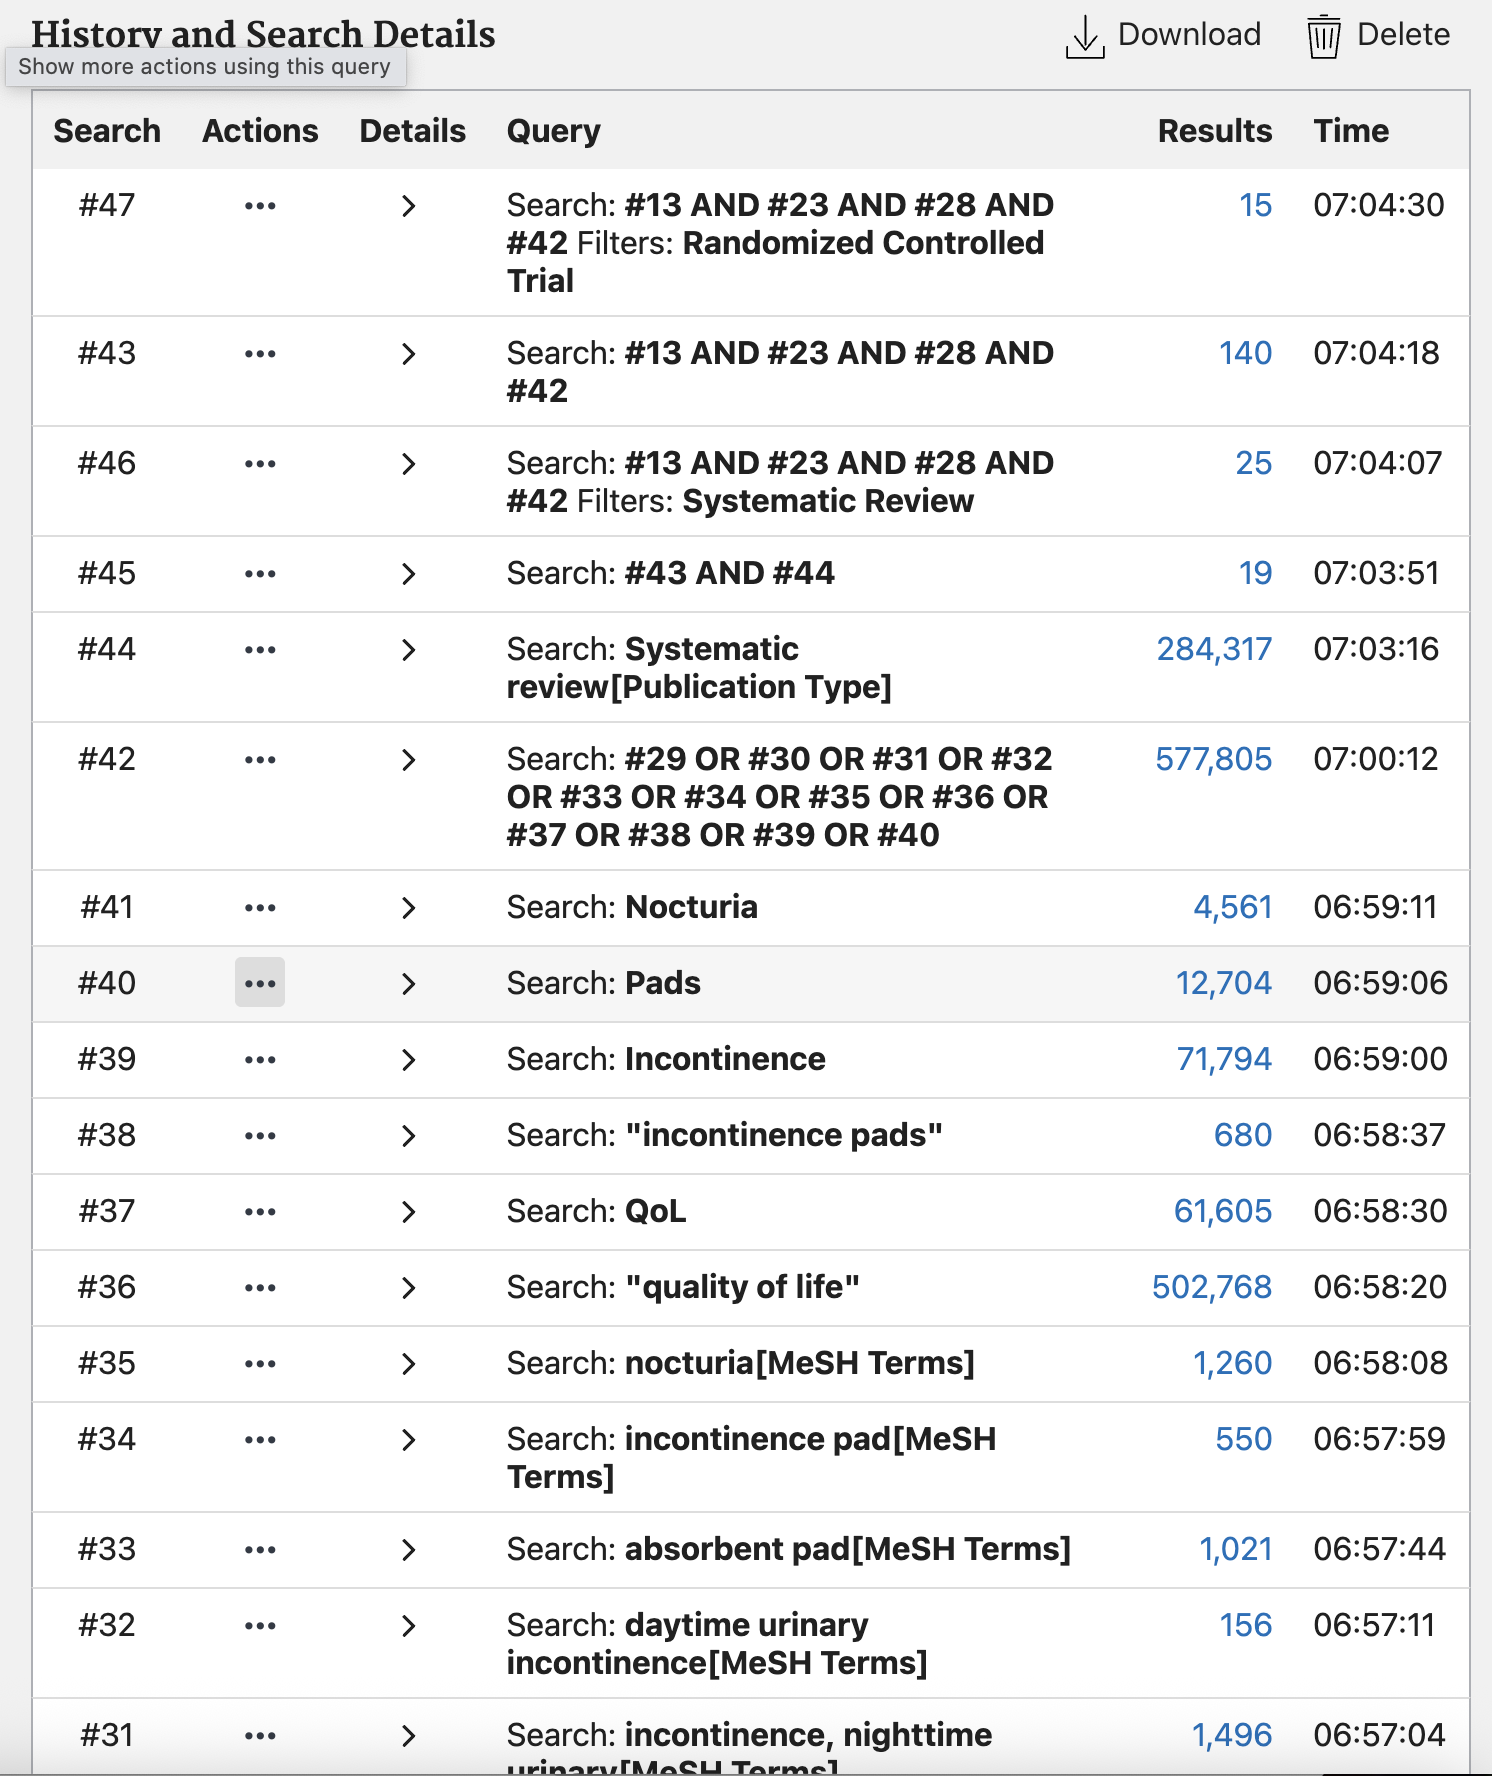 History and Search Details
Download
Delete
Show more actions using this query
Search Actions Details Query Results Time
#47 Search: #13 AND #23 AND #28 AND 15 07:04:30
#42 Filters: Randomized Controlled
Trial
#43 Search: #13 AND #23 AND #28 AND 140 07:04:18
#42
#46 Search: #13 AND #23 AND #28 AND 25 07:04:07
#42 Filters: Systematic Review
#45 Search: #43 AND #44 19 07:03:51
#44 Search: Systematic 284,317 07:03:16
review[Publication Type]
#42 Search: #29 OR #30 OR #31 OR #32 577,805 07:00:12
OR #33 OR #34 OR #35 OR #36 OR
#37 OR #38 OR #39 OR #40
#41 Search: Nocturia 4,561 06:59:11
#40 Search: Pads 12,704 06:59:06
#39 Search: Incontinence 71,794 06:59:00
#38 Search: "incontinence pads" 680 06:58:37
#37 Search: QoL 61,605 06:58:30
#36 Search: "quality of life" 502,768 06:58:20
#35 Search: nocturia[MeSH Terms] 1,260 06:58:08
#34 Search: incontinence pad[MeSH 550 06:57:59
Terms]
#33 Search: absorbent pad[MeSH Terms] 1,021 06:57:44
#32 Search: daytime urinary 156 06:57:11
incontinence[MeSH Terms]
#31 Search: incontinence, nighttime 1,496 06:57:04
urinary[MeSH Terms]